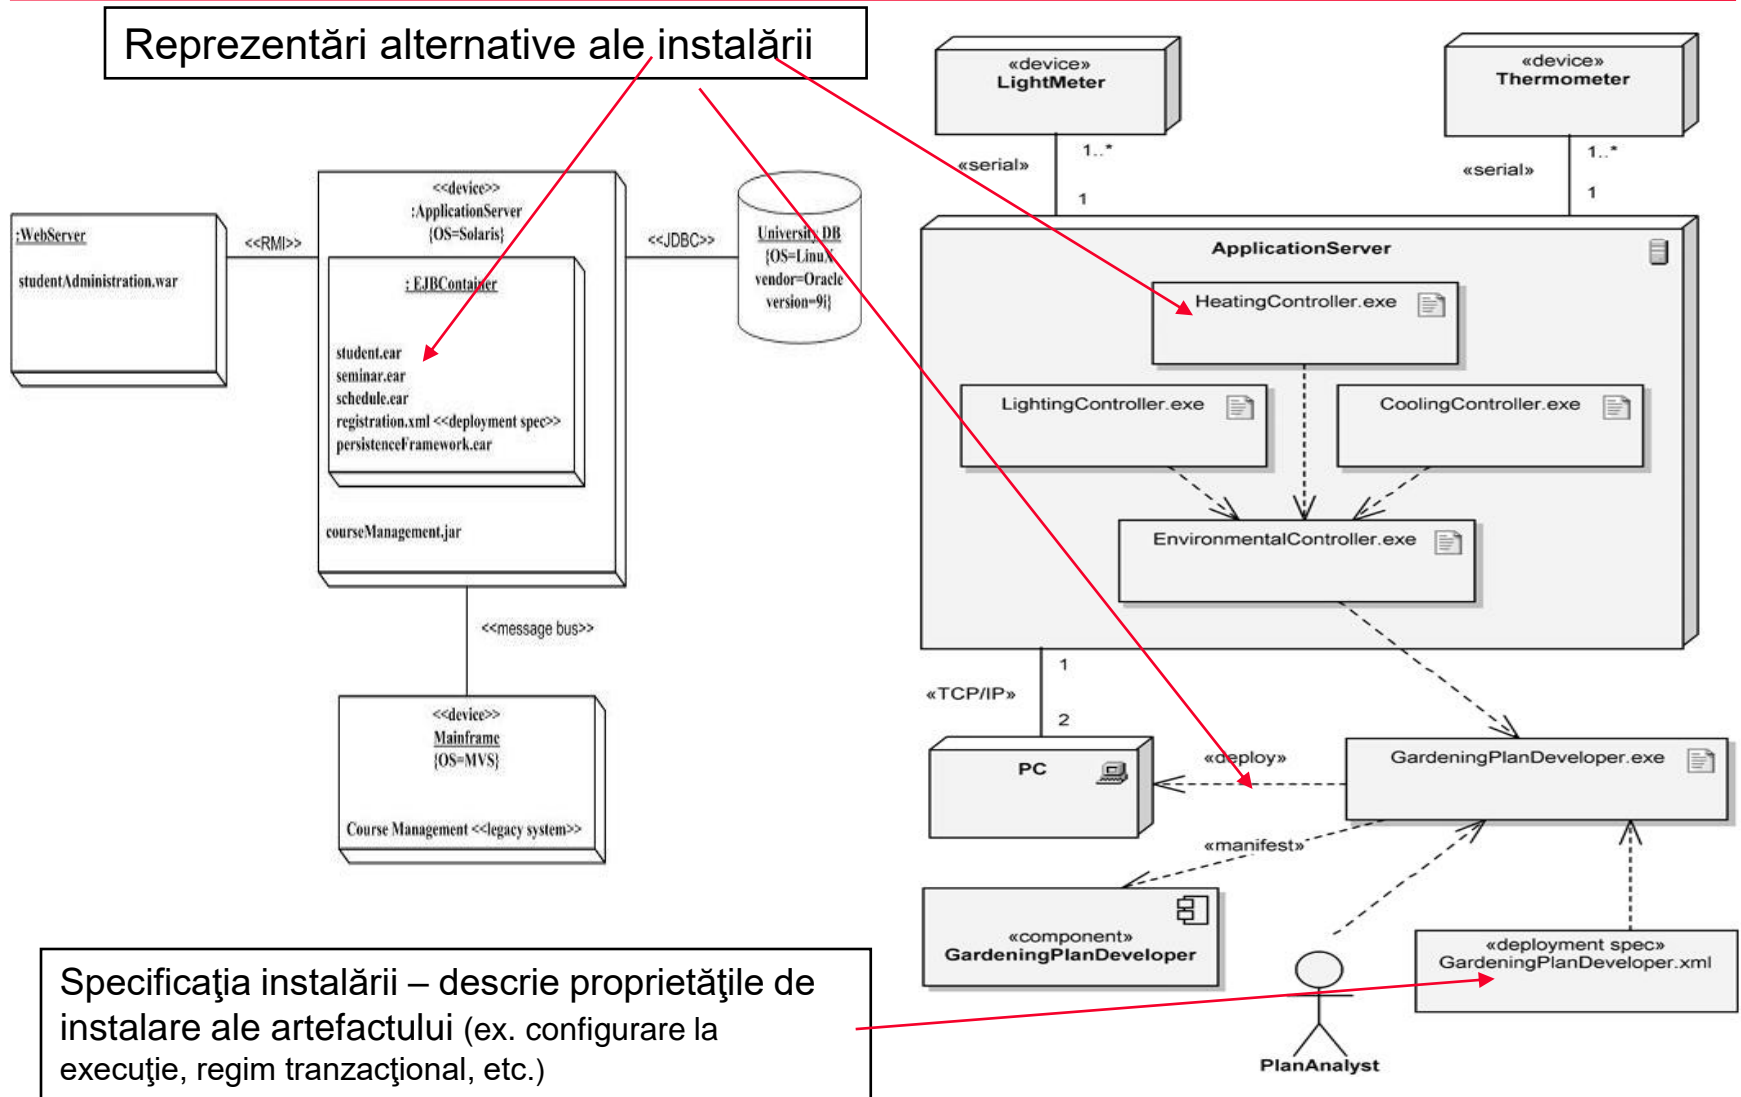 Reprezentări alternative ale instalării
:WebServer
studentAdministration.war
<<RMI>>
<<device>>
:ApplicationServer
{OS=Solaris}
: EJBContainer
student.ear
seminar.ear
schedule.ear
registration.xml <<deployment spec>>
persistenceFramework.ear
courseManagement.jar
<<JDBC>>
University DB
{OS=LinuX
vendor=Oracle
version=9i}
<<message bus>>
<<device>>
Mainframe
{OS=MVS}
Course Management <<legacy system>>
«device»
LightMeter
«device»
Thermometer
1..*
«serial»
1
1..*
«serial»
1
ApplicationServer
HeatingController.exe
LightingController.exe
CoolingController.exe
EnvironmentalController.exe
1
«TCP/IP»
2
PC
«deploy»
GardeningPlanDeveloper.exe
«manifest»
«component»
GardeningPlanDeveloper
«deployment spec»
GardeningPlanDeveloper.xml
PlanAnalyst
Specificaţia instalării – descrie proprietăţile de
instalare ale artefactului (ex. configurare la
execuţie, regim tranzacţional, etc.)